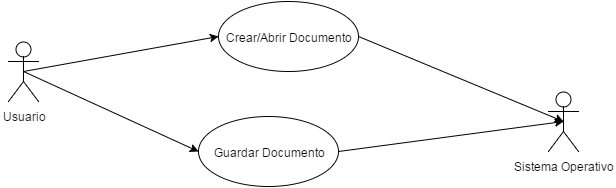 Crear/Abrir Documento
Usuario
Guardar Documento
Sistema Operativo